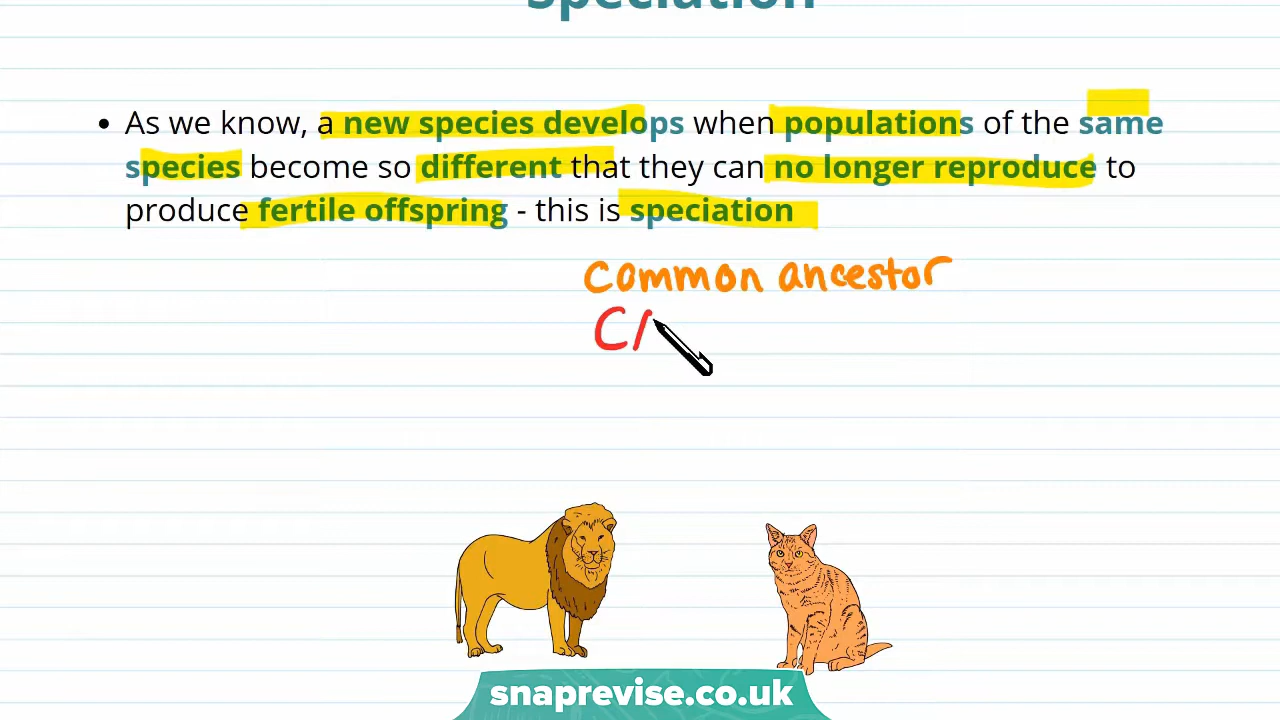 Speciation
• As we know, a new species develops when populations of the same
species become so different that they can no longer reproduce to
produce fertile offspring - this is speciation
Common ancestor
C
snaprevise.co.uk